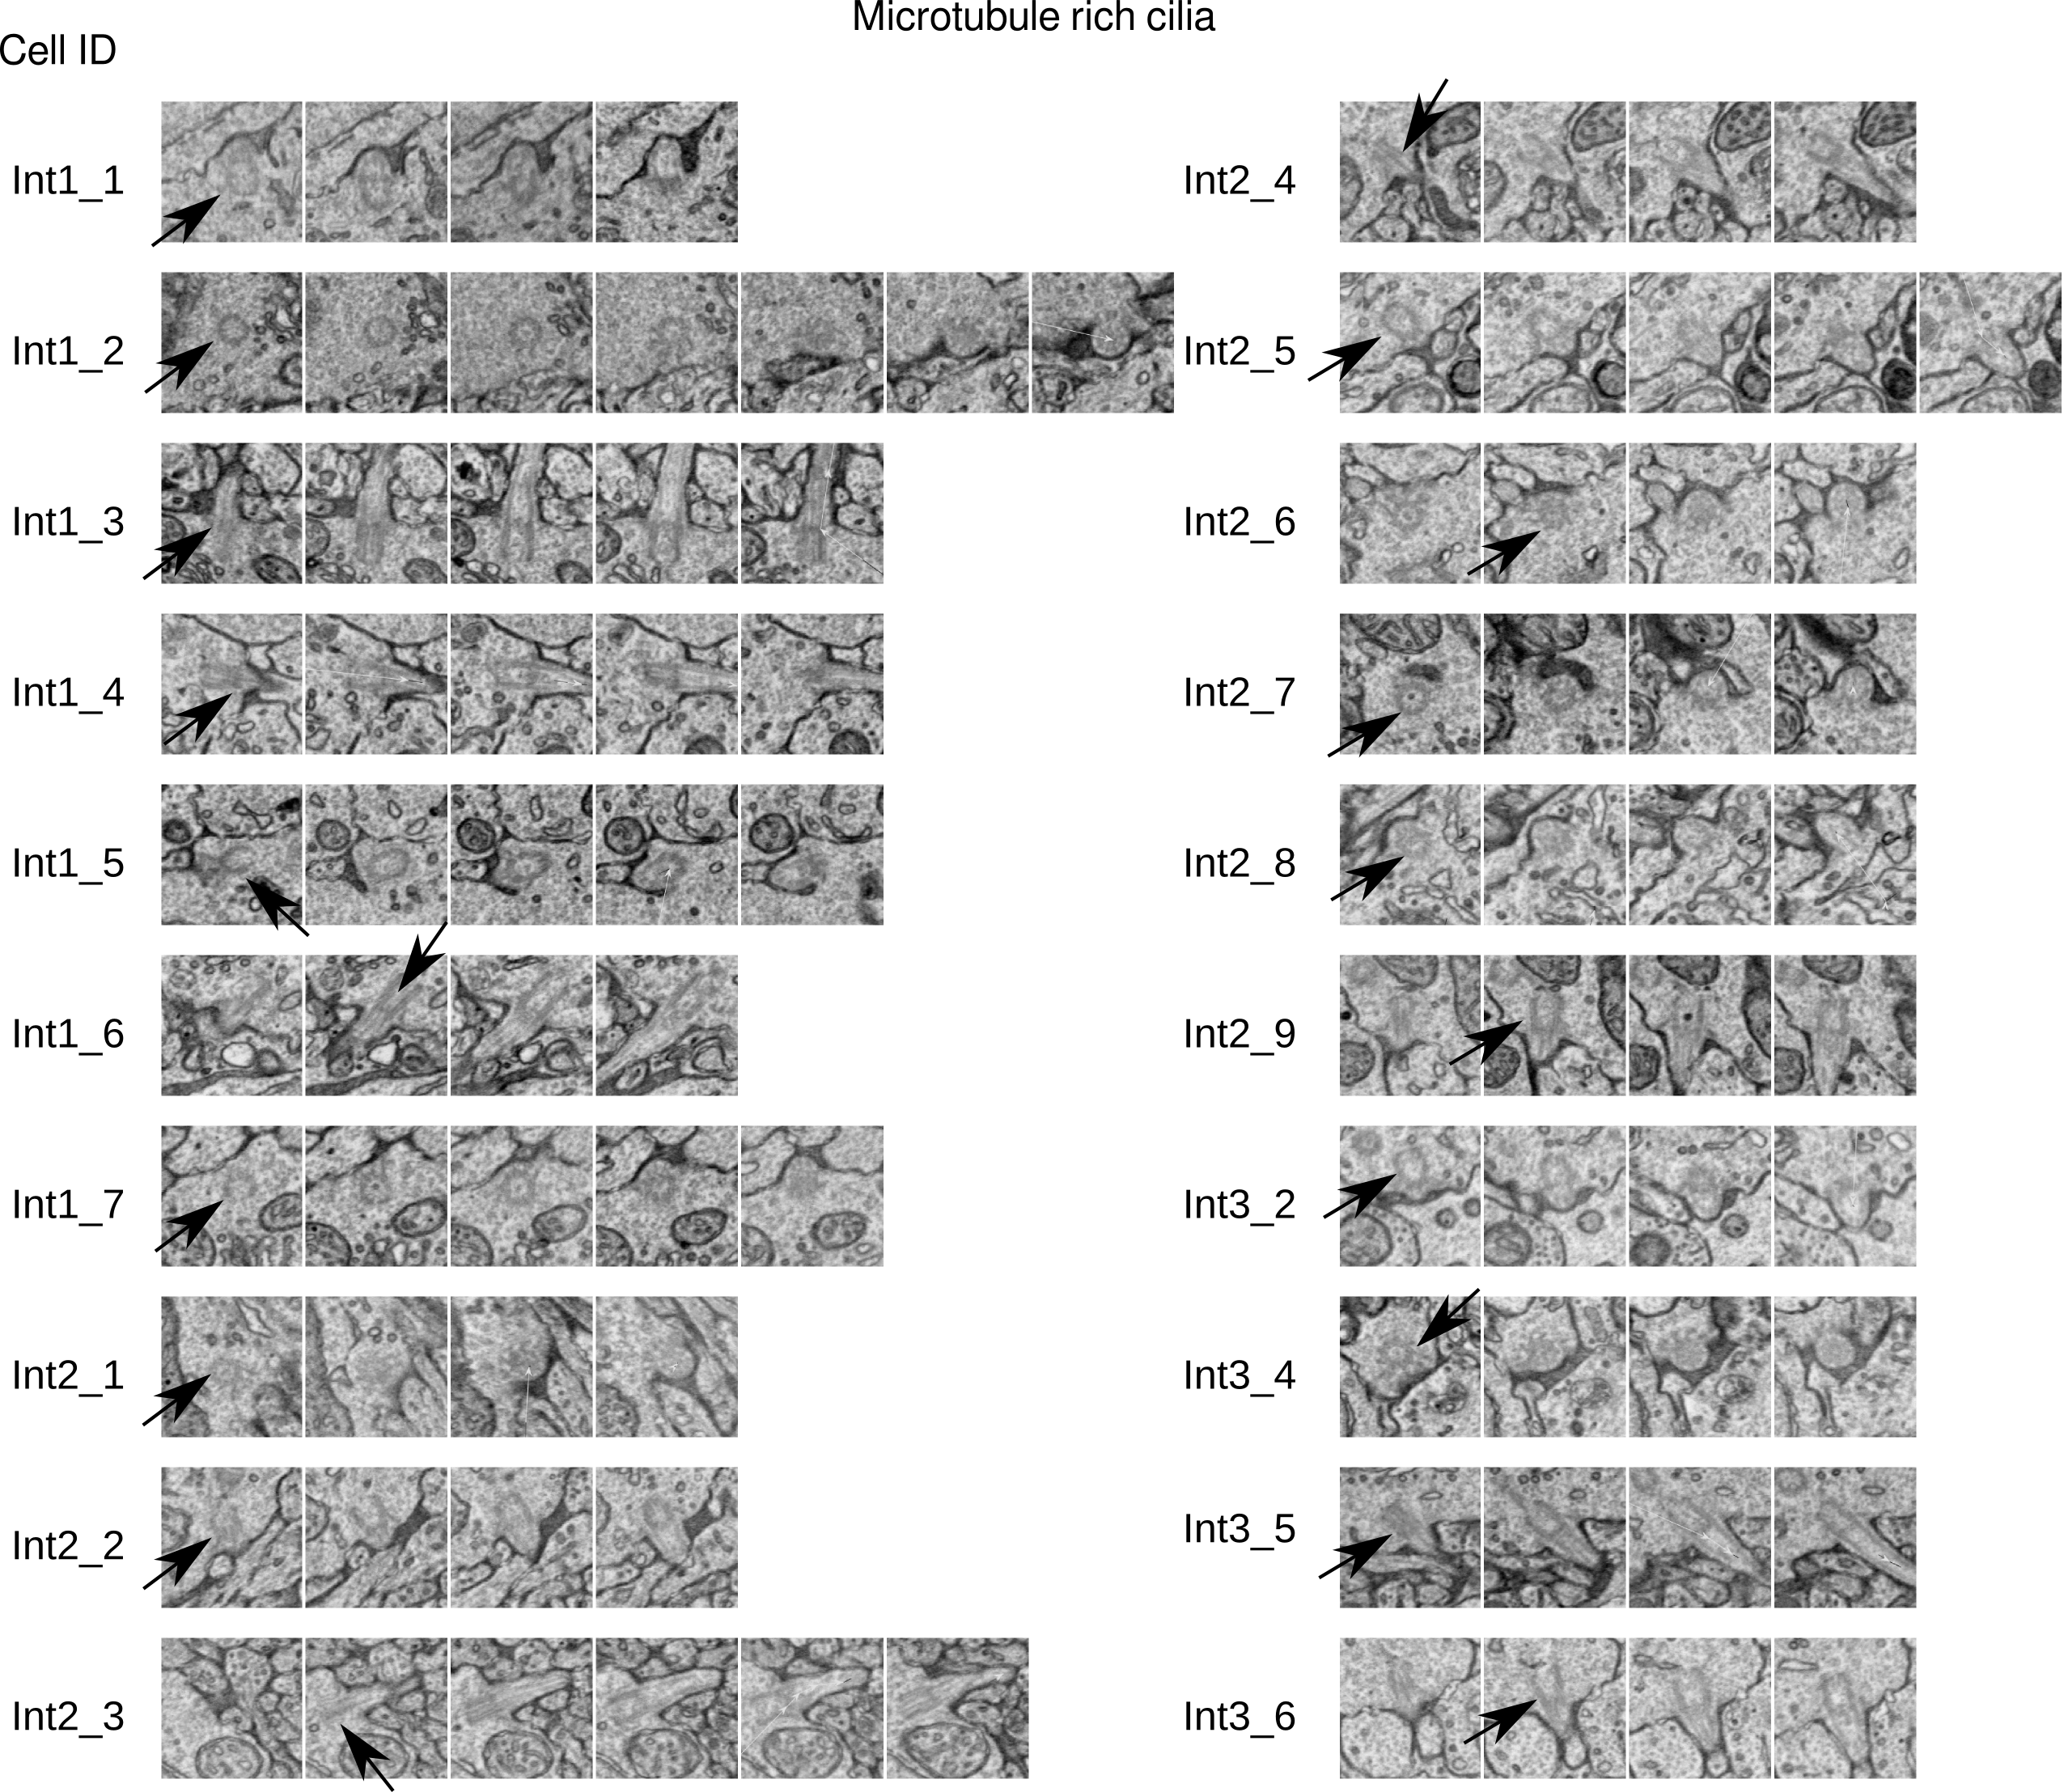 Microtubule rich cilia
Cell ID
Int1_1
Int1_2
Int1_3
Int1_4
Int1_5
Int1_6
Int1_7
Int2_1
Int2_2
Int2_3
Int2_4
Int2_5
Int2_6
Int2_7
Int2_8
Int2_9
Int3_2
Int3_4
Int3_5
Int3_6